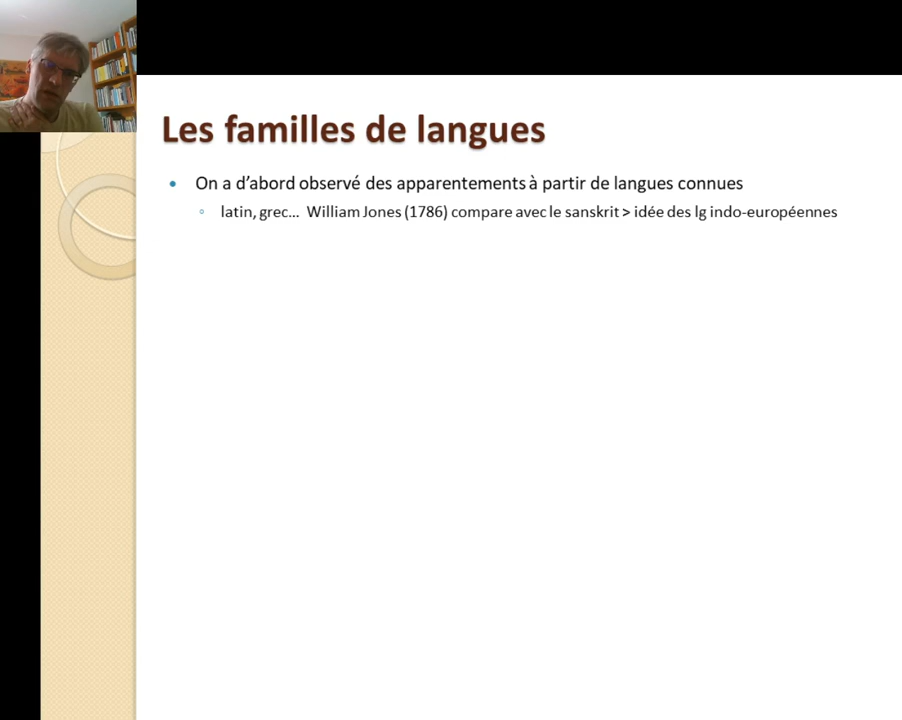 Les familles de langues
On a d’abord observé des apparentements à partir de langues connues
latin, grec… William Jones (1786) compare avec le sanskrit > idée des lg indo-européennes